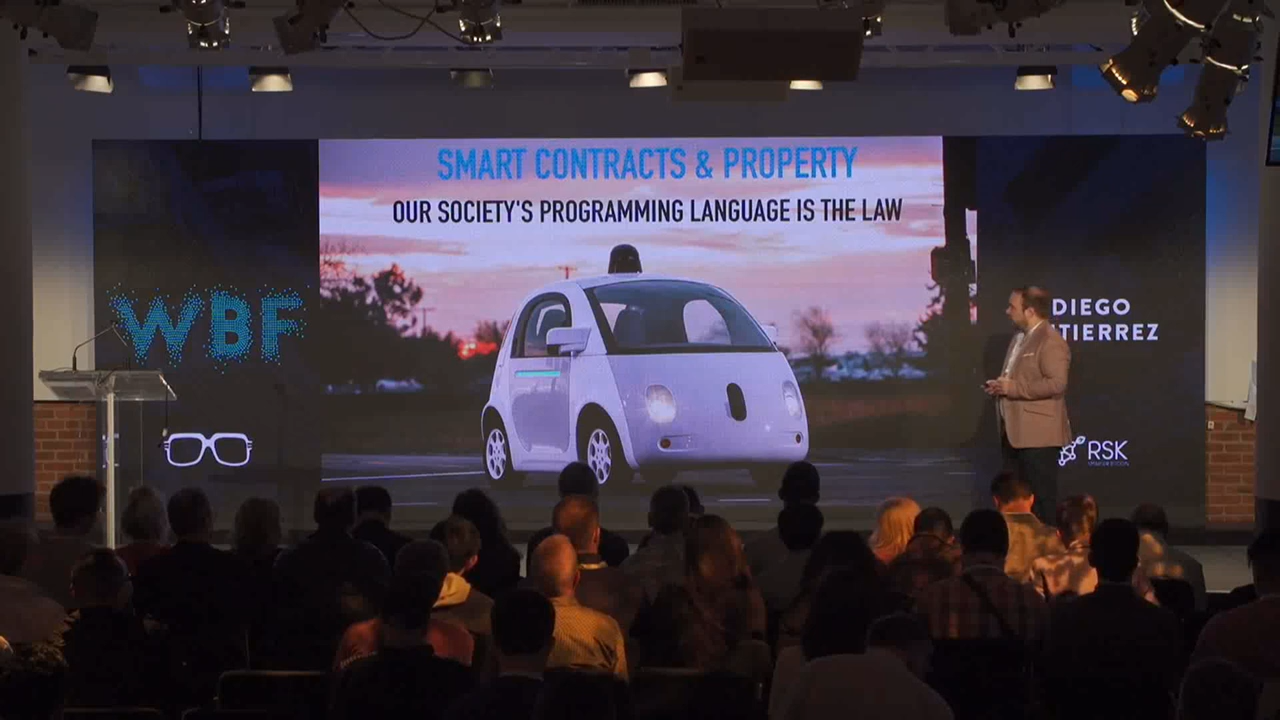 SMART CONTRACTS & PROPERTY
OUR SOCIETY'S PROGRAMMING LANGUAGE IS THE LAW
WBF
DIEGO
TIERREZ
RSK